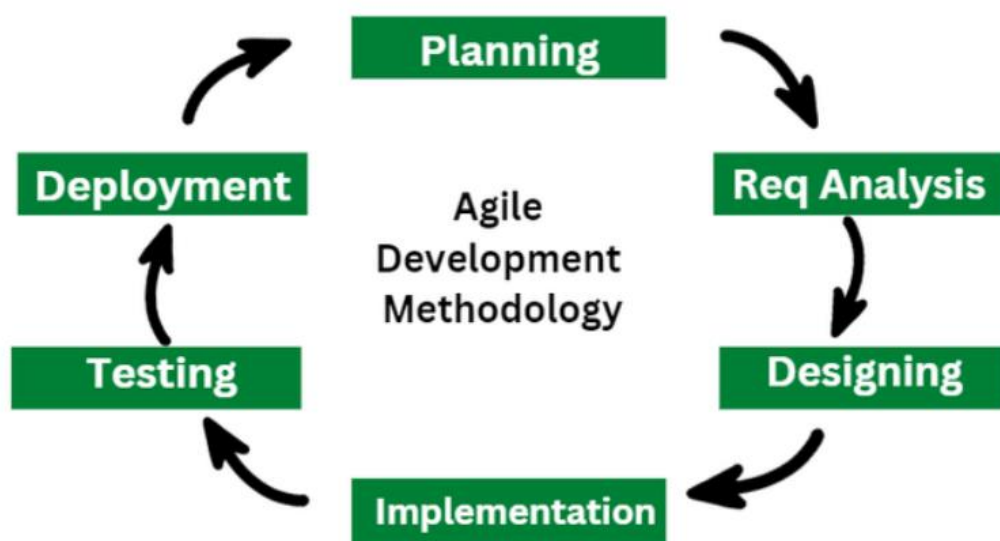 Planning
Req Analysis
Designing
Implementation
Testing
Deployment
Agile
Development
Methodology